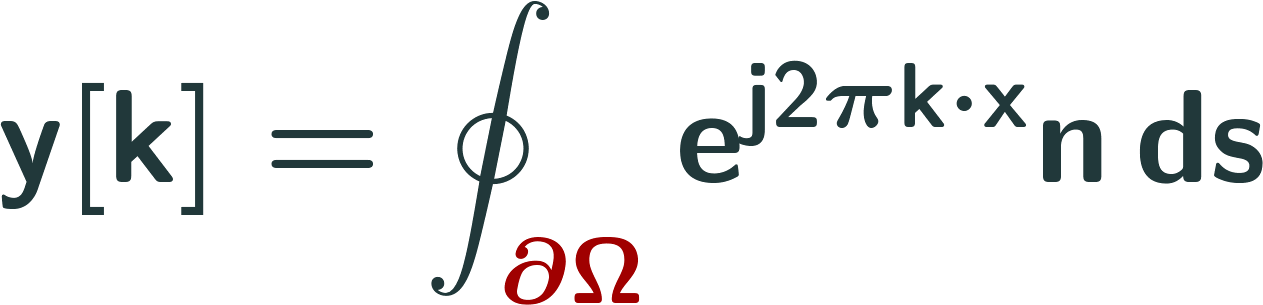 y[k] = ∮_∂Ω e^{j2πk·x} n ds